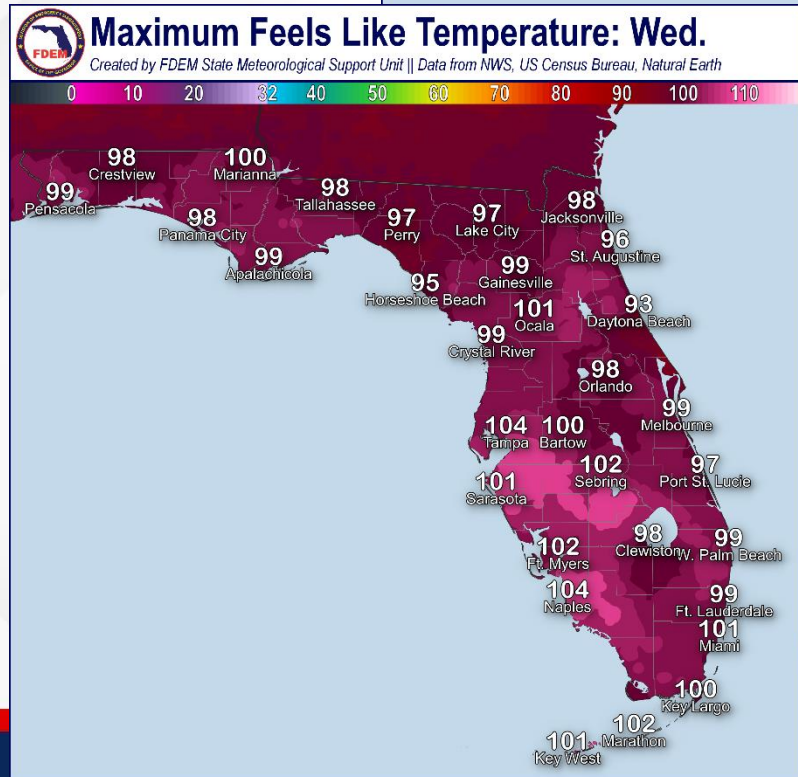 Maximum Feels Like Temperature: Wed.
Created by FDEM State Meteorological Support Unit || Data from NWS, US Census Bureau, Natural Earth
FDEM
0 10 20 32 40 50 60 70 80 90 100 110
98
Crestview
100
Marianna
99
Pensacola
98
Tallahassee
98
Panama City
97
Perry
97
Lake City
98
Jacksonville
96
St. Augustine
99
Apalachicola
99
Gainesville
95
Horseshoe Beach
101
Ocala
93
Daytona Beach
99
Crystal River
98
Orlando
99
Melbourne
104
Tampa
100
Bartow
102
Sebring
97
Port St. Lucie
101
Sarasota
102
Ft. Myers
98
Clewiston
99
W. Palm Beach
104
Naples
99
Ft. Lauderdale
101
Miami
100
Key Largo
102
Marathon
101
Key West